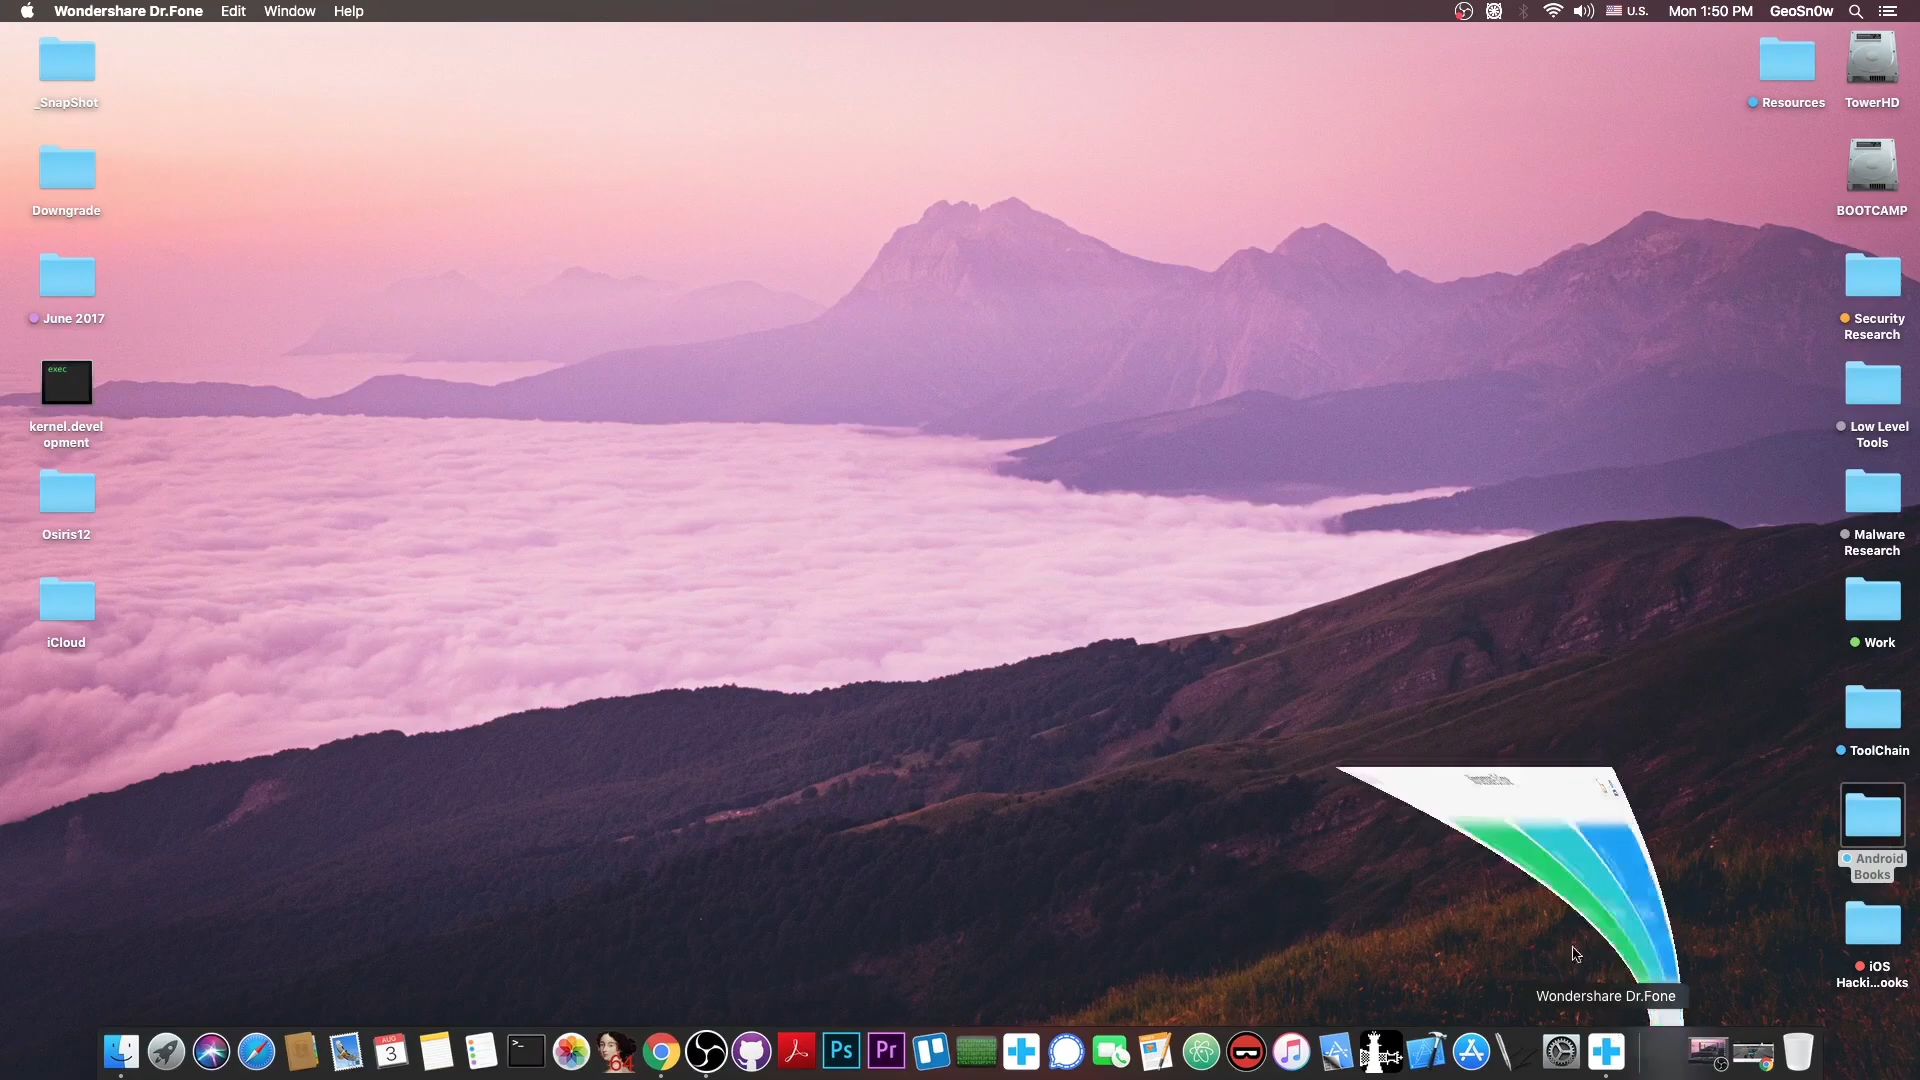 Wondershare Dr.Fone Edit Window Help
U.S. Mon 1:50 PM GeoSn0w
_SnapShot
Downgrade
June 2017
exec
kernel.devel
opment
Osiris12
iCloud
Resources
TowerHD
BOOTCAMP
Security
Research
Low Level
Tools
Malware
Research
Work
ToolChain
Android
Books
iOS
Hacki...ooks
Wondershare Dr.Fone
AUG
3
>_
64
Ps
Pr